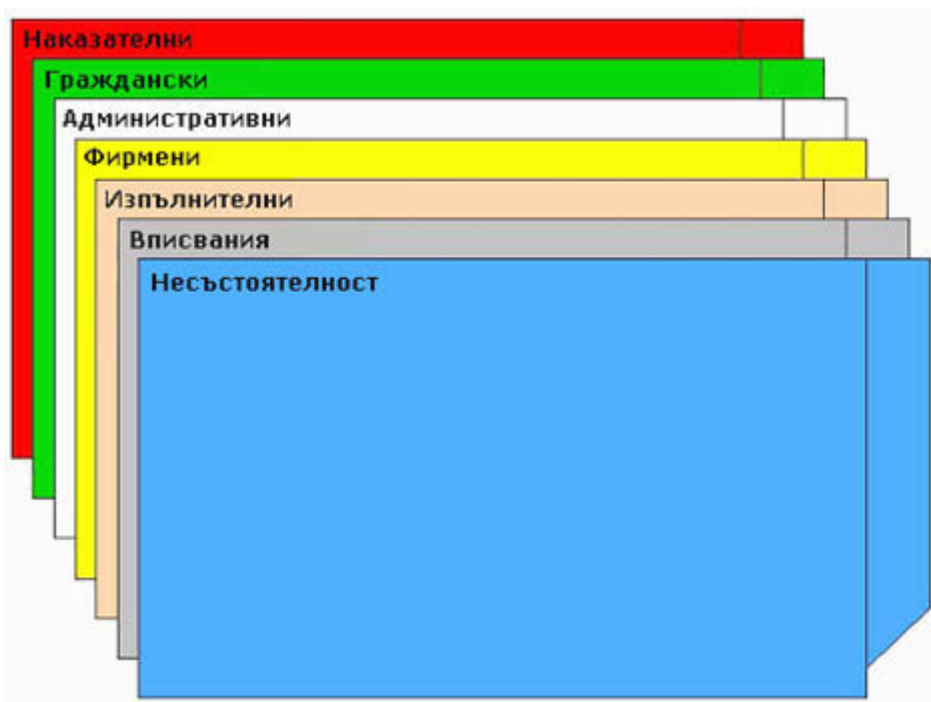 Наказателни
Граждански
Административни
Фирмени
Изпълнителни
Вписвания
Несъстоятелност